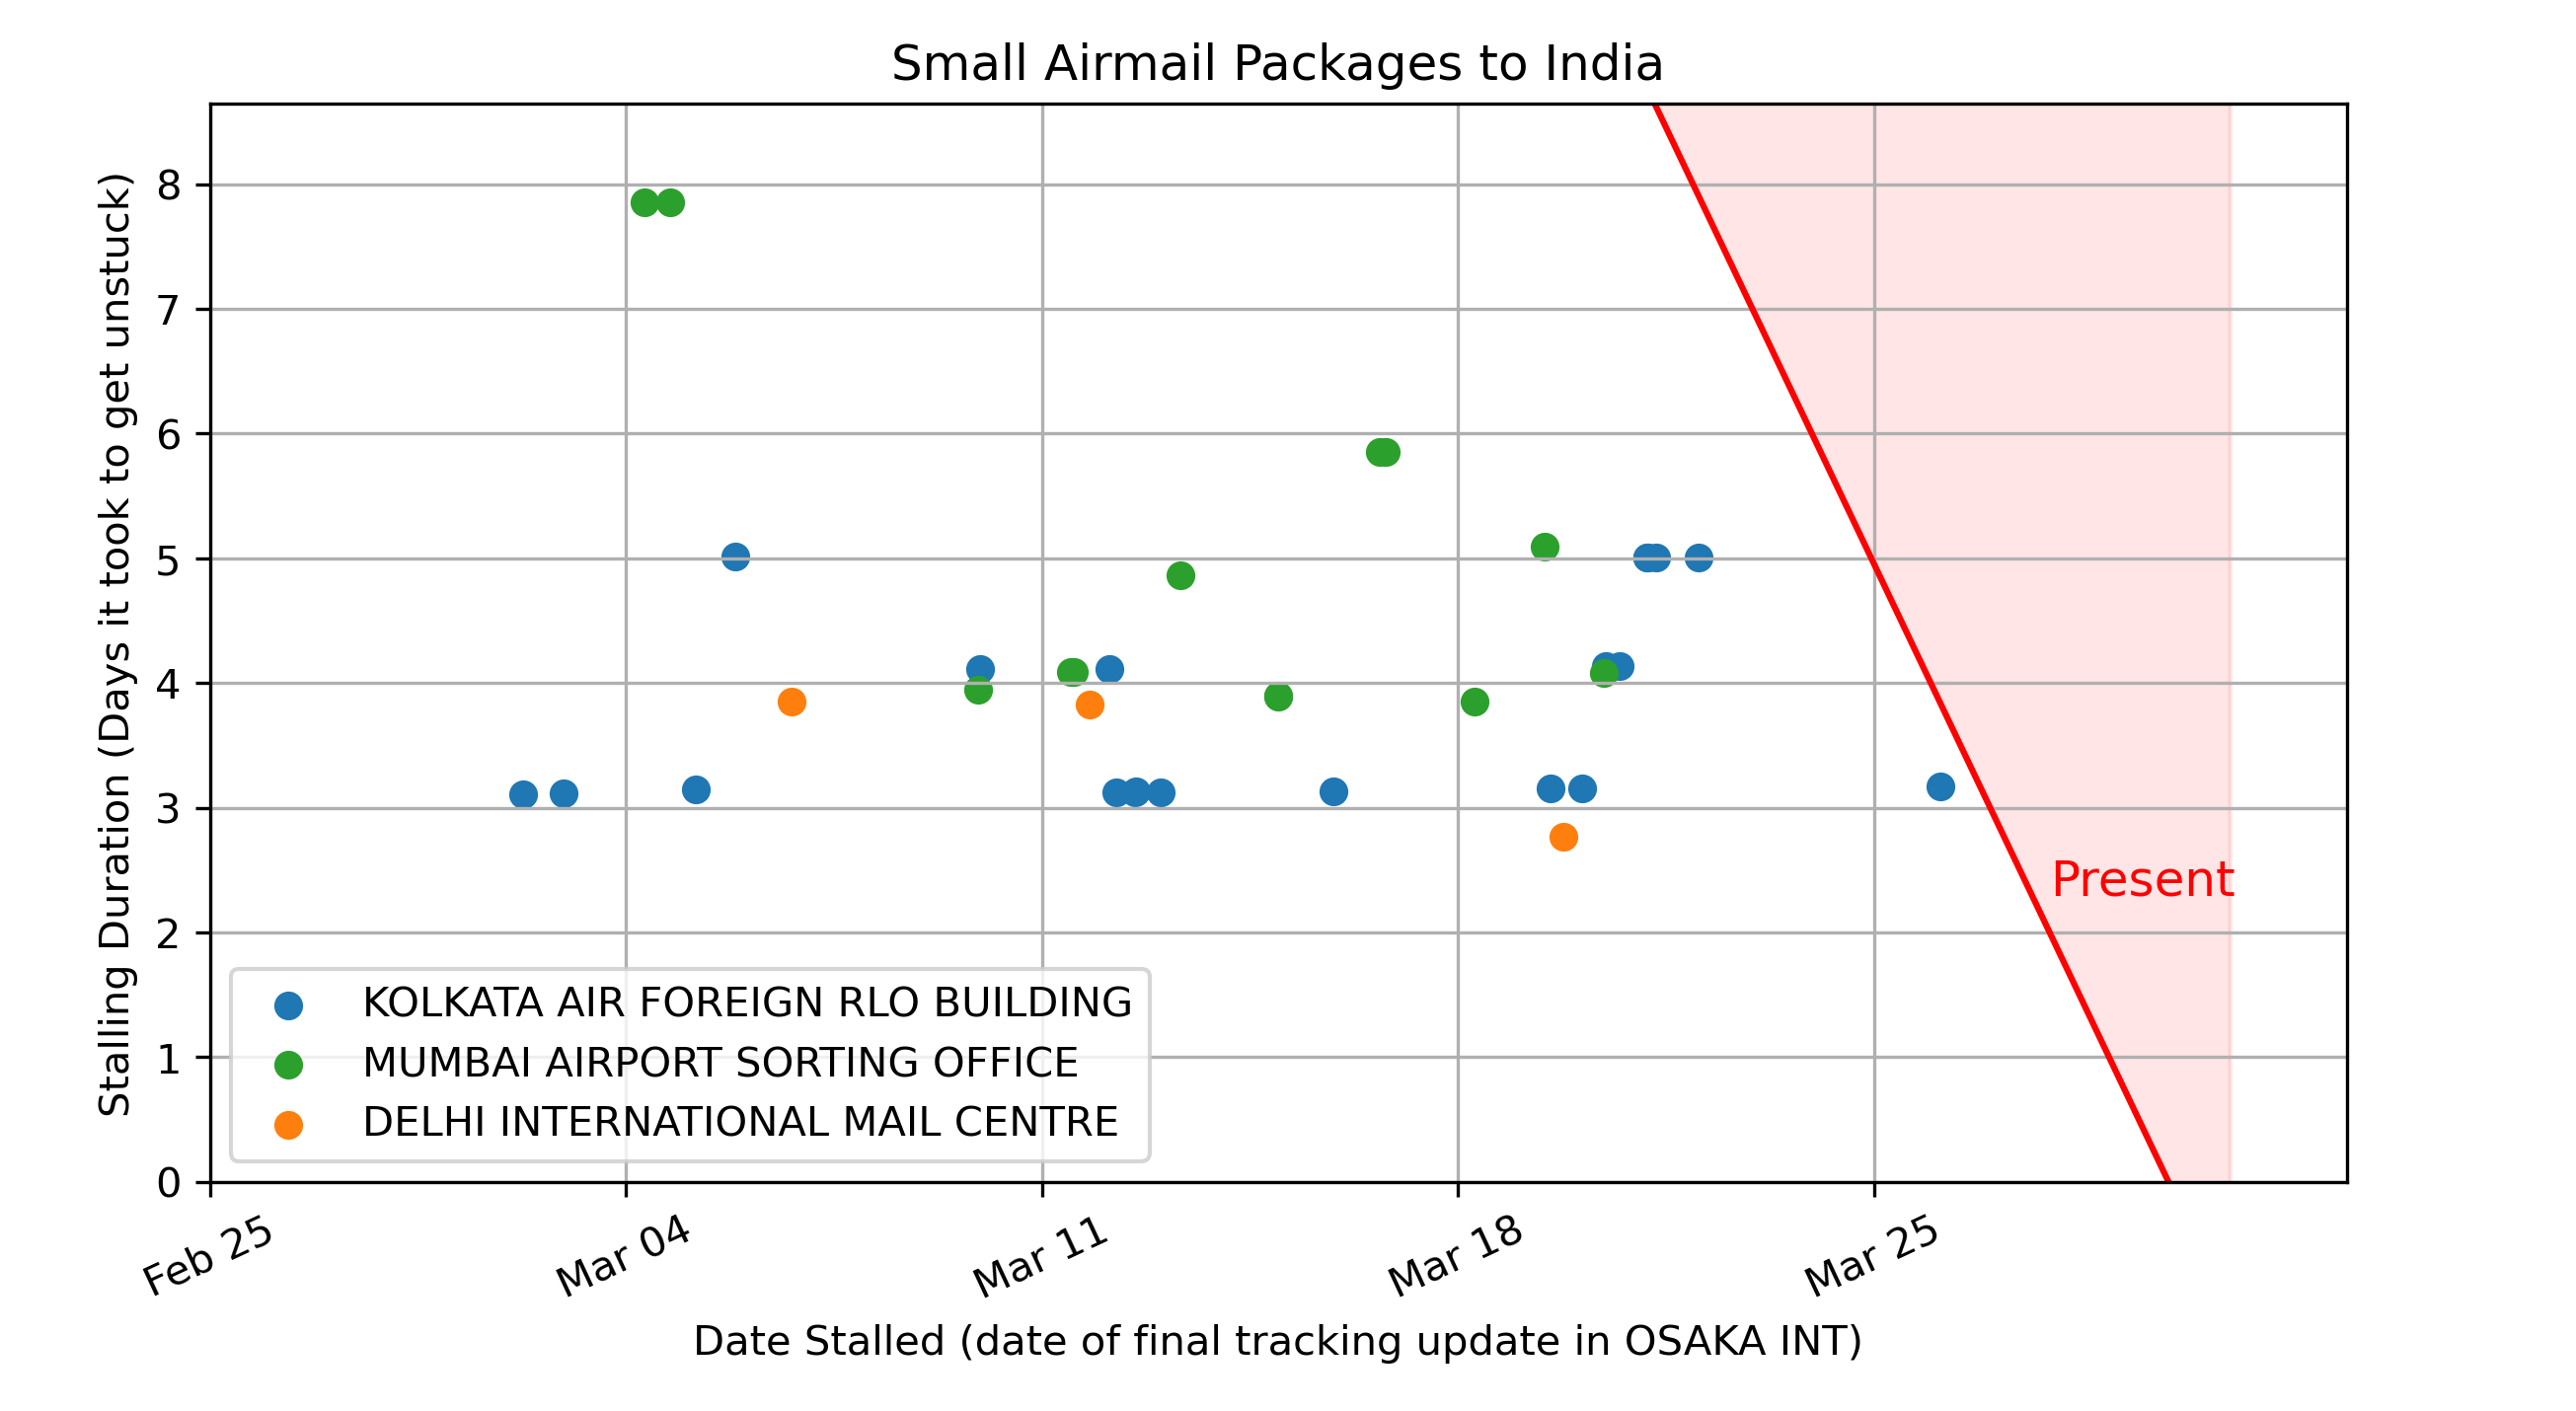 Small Airmail Packages to India
Stalling Duration (Days it took to get unstuck)
8
7
6
5
4
3
2
1
0
Present
KOLKATA AIR FOREIGN RLO BUILDING
MUMBAI AIRPORT SORTING OFFICE
DELHI INTERNATIONAL MAIL CENTRE
Feb 25
Mar 04
Mar 11
Mar 18
Mar 25
Date Stalled (date of final tracking update in OSAKA INT)